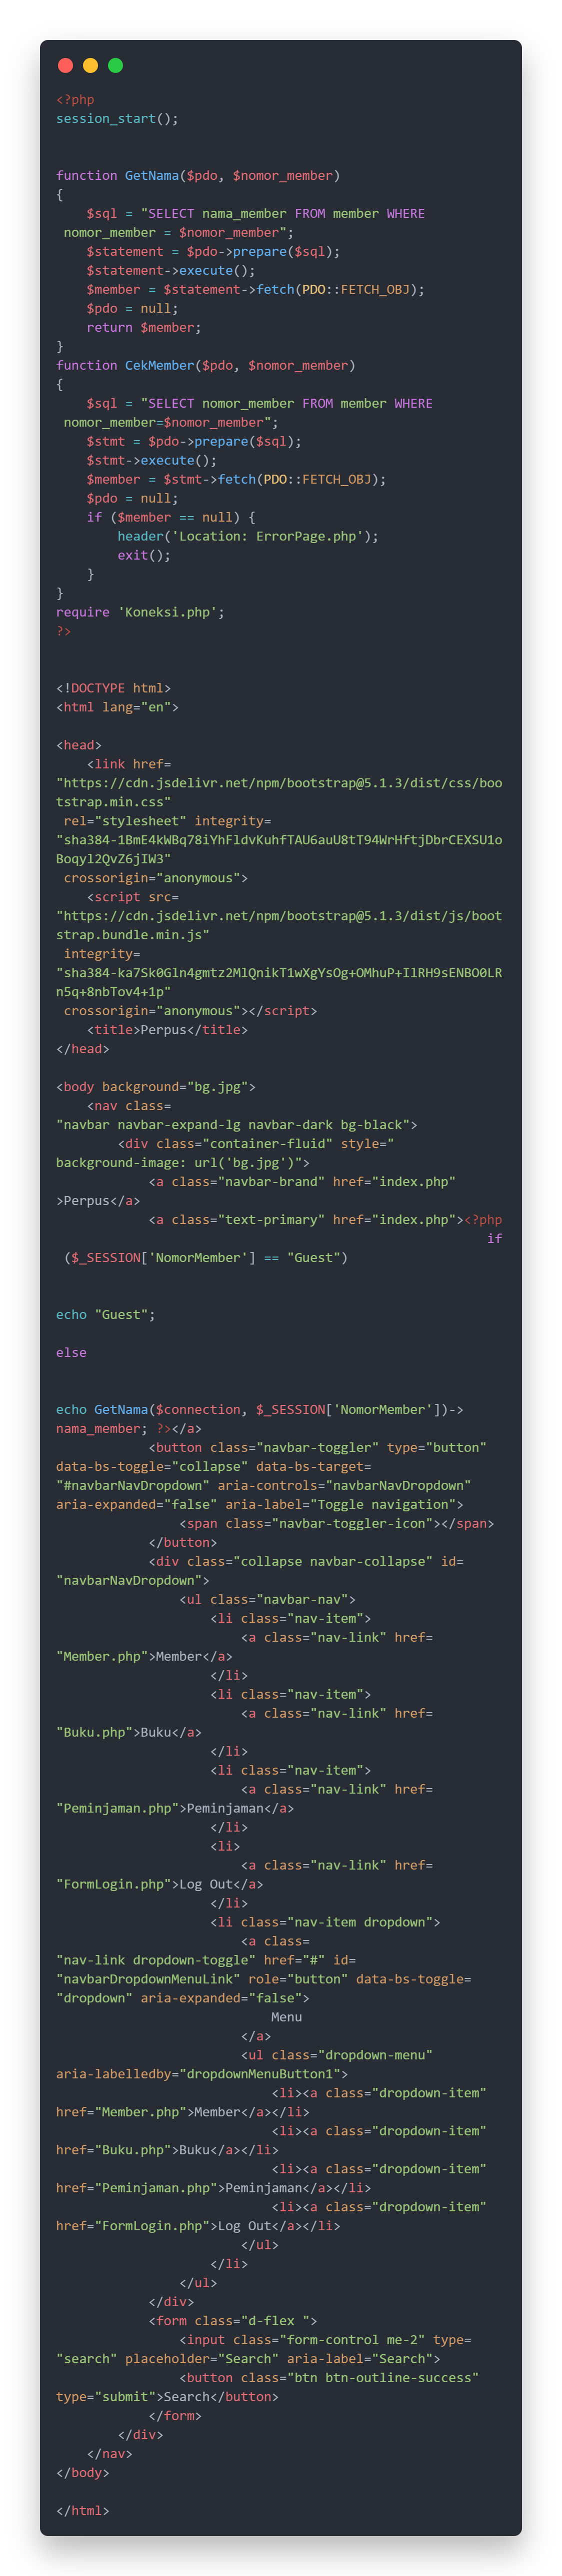 <?php
session_start();
function GetNama($pdo, $nomor_member)
{
    $sql = "SELECT nama_member FROM member WHERE
 nomor_member = $nomor_member";
    $statement = $pdo->prepare($sql);
    $statement->execute();
    $member = $statement->fetch(PDO::FETCH_OBJ);
    $pdo = null;
    return $member;
}
function CekMember($pdo, $nomor_member)
{
    $sql = "SELECT nomor_member FROM member WHERE
 nomor_member=$nomor_member";
    $stmt = $pdo->prepare($sql);
    $stmt->execute();
    $member = $stmt->fetch(PDO::FETCH_OBJ);
    $pdo = null;
    if ($member == null) {
        header('Location: ErrorPage.php');
        exit();
    }
}
require 'Koneksi.php';
?>
<!DOCTYPE html>
<html lang="en">
<head>
    <link href=
"https://cdn.jsdelivr.net/npm/bootstrap@5.1.3/dist/css/boo
tstrap.min.css"
 rel="stylesheet" integrity=
"sha384-1BmE4kWBq78iYhFldvKuhfTAU6auU8tT94WrHftjDbrCEXSU1o
Boqyl2QvZ6jIW3"
 crossorigin="anonymous">
    <script src=
"https://cdn.jsdelivr.net/npm/bootstrap@5.1.3/dist/js/boot
strap.bundle.min.js"
 integrity=
"sha384-ka7Sk0Gln4gmtz2MlQnikT1wXgYsOg+OMhuP+IlRH9sENBO0LR
n5q+8nbTov4+1p"
 crossorigin="anonymous"></script>
    <title>Perpus</title>
</head>
<body background="bg.jpg">
    <nav class=
"navbar navbar-expand-lg navbar-dark bg-black">
        <div class="container-fluid" style="
background-image: url('bg.jpg')">
            <a class="navbar-brand" href="index.php"
>Perpus</a>
            <a class="text-primary" href="index.php"><?php
                                                        if
 ($_SESSION['NomorMember'] == "Guest")
echo "Guest";
else
echo GetNama($connection, $_SESSION['NomorMember'])->
nama_member; ?></a>
            <button class="navbar-toggler" type="button"
data-bs-toggle="collapse" data-bs-target=
"#navbarNavDropdown" aria-controls="navbarNavDropdown"
aria-expanded="false" aria-label="Toggle navigation">
                <span class="navbar-toggler-icon"></span>
            </button>
            <div class="collapse navbar-collapse" id=
"navbarNavDropdown">
                <ul class="navbar-nav">
                    <li class="nav-item">
                        <a class="nav-link" href=
"Member.php">Member</a>
                    </li>
                    <li class="nav-item">
                        <a class="nav-link" href=
"Buku.php">Buku</a>
                    </li>
                    <li class="nav-item">
                        <a class="nav-link" href=
"Peminjaman.php">Peminjaman</a>
                    </li>
                    <li>
                        <a class="nav-link" href=
"FormLogin.php">Log Out</a>
                    </li>
                    <li class="nav-item dropdown">
                        <a class=
"nav-link dropdown-toggle" href="#" id=
"navbarDropdownMenuLink" role="button" data-bs-toggle=
"dropdown" aria-expanded="false">
                            Menu
                        </a>
                        <ul class="dropdown-menu"
aria-labelledby="dropdownMenuButton1">
                            <li><a class="dropdown-item"
href="Member.php">Member</a></li>
                            <li><a class="dropdown-item"
href="Buku.php">Buku</a></li>
                            <li><a class="dropdown-item"
href="Peminjaman.php">Peminjaman</a></li>
                            <li><a class="dropdown-item"
href="FormLogin.php">Log Out</a></li>
                        </ul>
                    </li>
                </ul>
            </div>
            <form class="d-flex ">
                <input class="form-control me-2" type=
"search" placeholder="Search" aria-label="Search">
                <button class="btn btn-outline-success"
type="submit">Search</button>
            </form>
        </div>
    </nav>
</body>
</html>